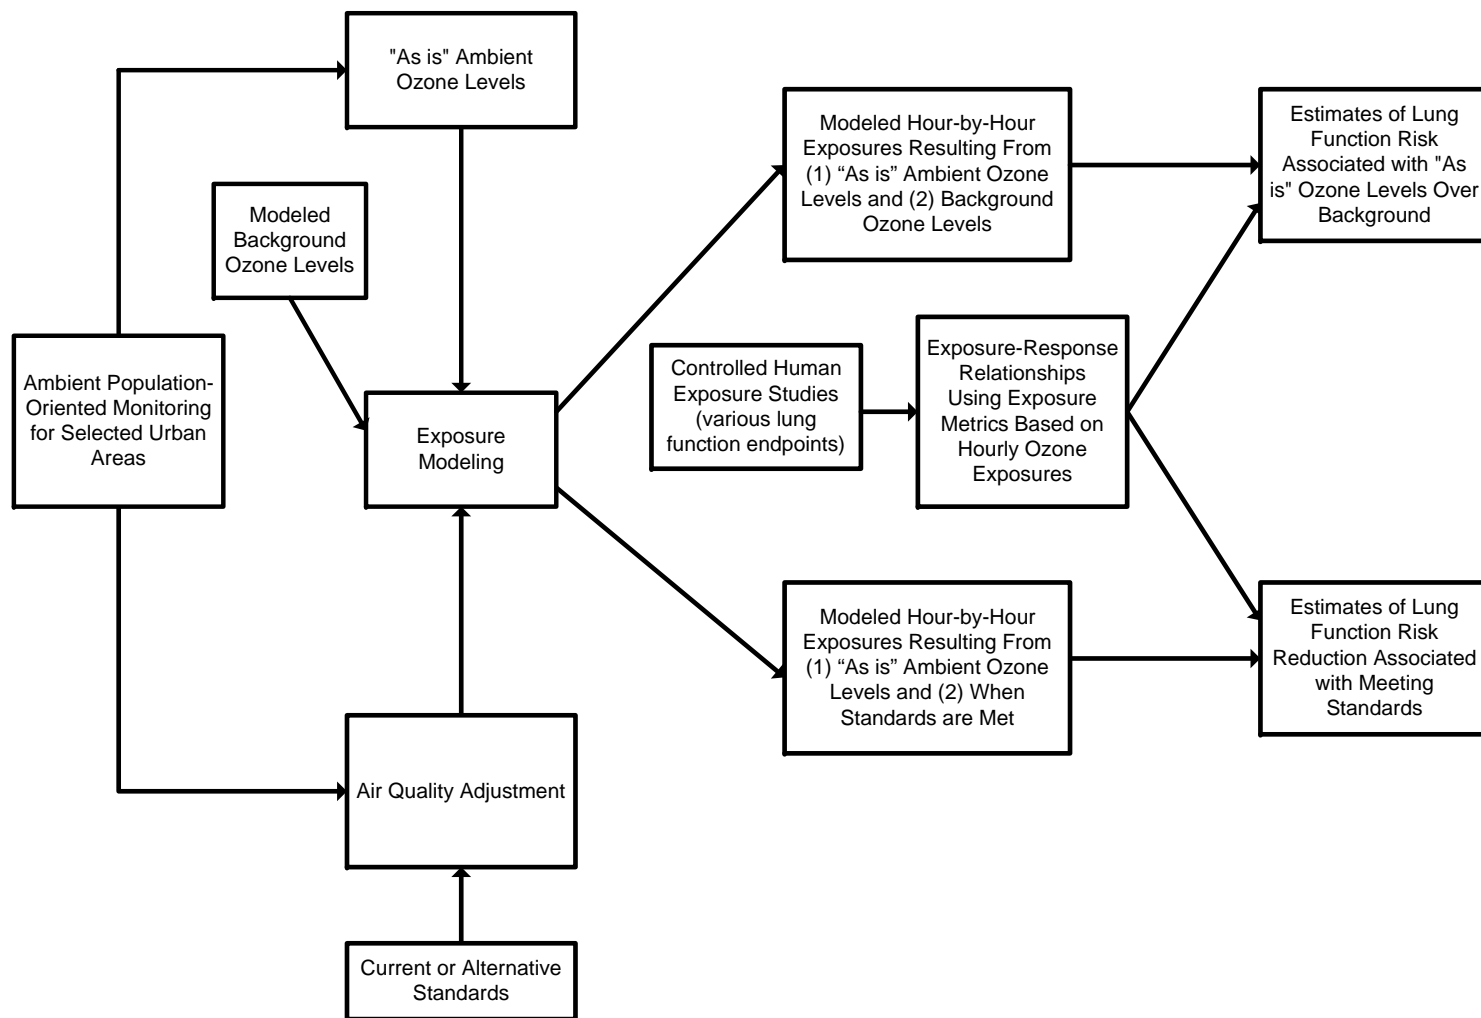 "As is" Ambient
Ozone Levels
Modeled
Background
Ozone Levels
Ambient Population-
Oriented Monitoring
for Selected Urban
Areas
Exposure
Modeling
Air Quality Adjustment
Current or Alternative
Standards
Modeled Hour-by-Hour
Exposures Resulting From
(1) “As is” Ambient Ozone
Levels and (2) Background
Ozone Levels
Controlled Human
Exposure Studies
(various lung
function endpoints)
Exposure-Response
Relationships
Using Exposure
Metrics Based on
Hourly Ozone
Exposures
Modeled Hour-by-Hour
Exposures Resulting From
(1) “As is” Ambient Ozone
Levels and (2) When
Standards are Met
Estimates of Lung
Function Risk
Associated with "As
is" Ozone Levels Over
Background
Estimates of Lung
Function Risk
Reduction Associated
with Meeting
Standards